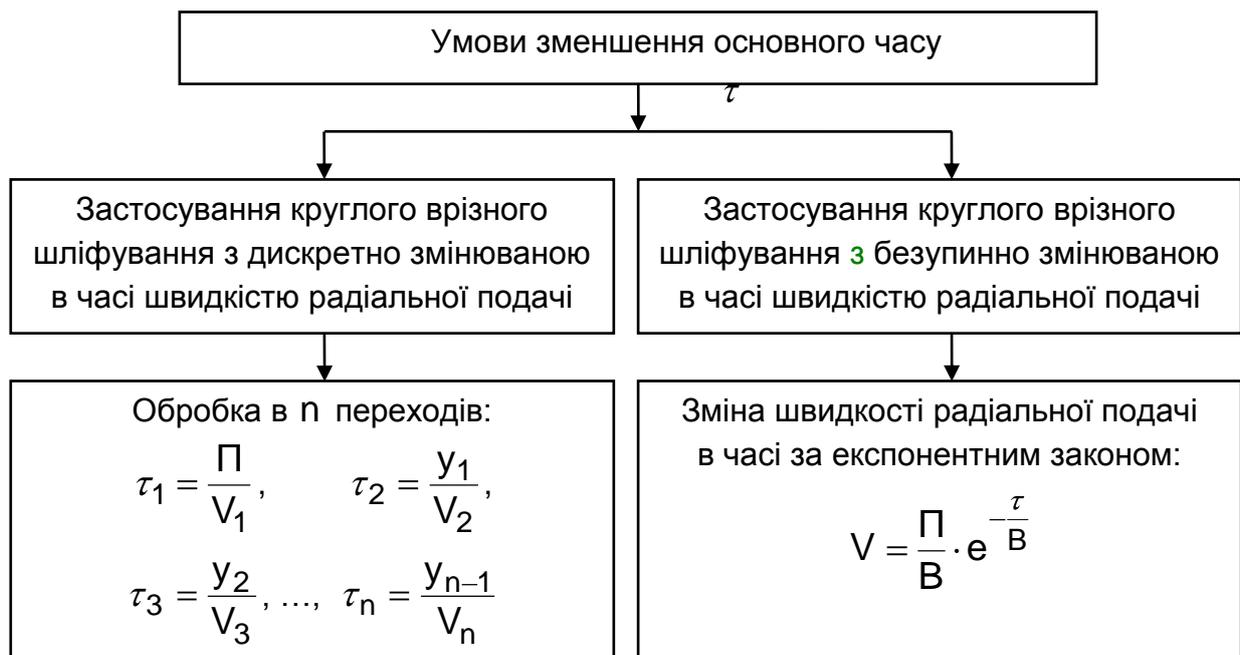 Умови зменшення основного часу
τ
Застосування круглого врізного
шліфування з дискретно змінюваною
в часі швидкістю радіальної подачі
Застосування круглого врізного
шліфування з безупинно змінюваною
в часі швидкістю радіальної подачі
Обробка в n переходів:
τ₁ = П/V₁, τ₂ = y₁/V₂,
τ₃ = y₂/V₃, ..., τₙ = yₙ₋₁/Vₙ
Зміна швидкості радіальної подачі
в часі за експонентним законом:
V = П/В · e^(−τ/В)